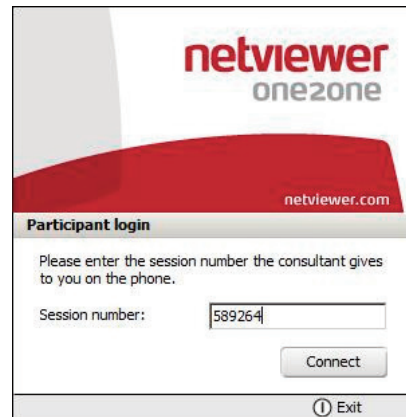 netviewer
one2one
netviewer.com
Participant login
Please enter the session number the consultant gives
to you on the phone.
Session number:
589264
Connect
Exit